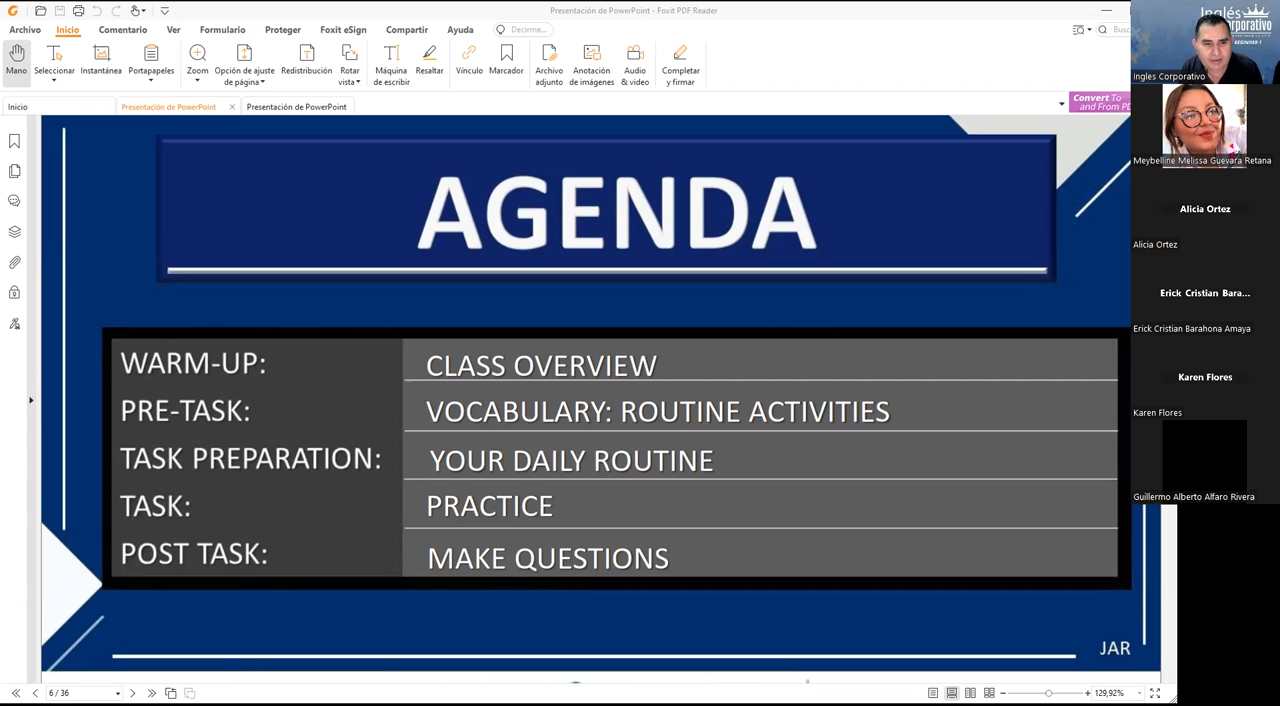 Presentación de PowerPoint - Foxit PDF Reader
Archivo Inicio Comentario Ver Formulario Proteger Foxit eSign Compartir Ayuda Decirme... Busc
Mano Seleccionar Instantánea Portapapeles Zoom Opción de ajuste de página Redistribución Rotar vista Máquina de escribir Resaltar Vínculo Marcador Archivo adjunto Anotación de imágenes Audio & video Completar y firmar
Inicio Presentación de PowerPoint Presentación de PowerPoint
Convert To
and From PD
AGENDA
WARM-UP: CLASS OVERVIEW
PRE-TASK: VOCABULARY: ROUTINE ACTIVITIES
TASK PREPARATION: YOUR DAILY ROUTINE
TASK: PRACTICE
POST TASK: MAKE QUESTIONS
JAR
6 / 36
129,92%
Inglés
Corporativo
BEGINNER 1
Ingles Corporativo
Meybelline Melissa Guevara Retana
Alicia Ortez
Alicia Ortez
Erick Cristian Bara...
Erick Cristian Barahona Amaya
Karen Flores
Karen Flores
Guillermo Alberto Alfaro Rivera